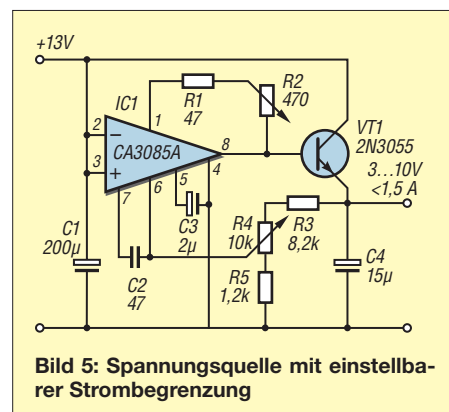 +13V
IC1
R1
47
R2
470
VT1
2N3055
2
3
1
CA3085A
8
5
4
7
6
3...10V
<1,5 A
C1
200µ
C3
2µ
C2
47
R4
10k
R3
8,2k
R5
1,2k
C4
15µ
Bild 5: Spannungsquelle mit einstellba-
rer Strombegrenzung